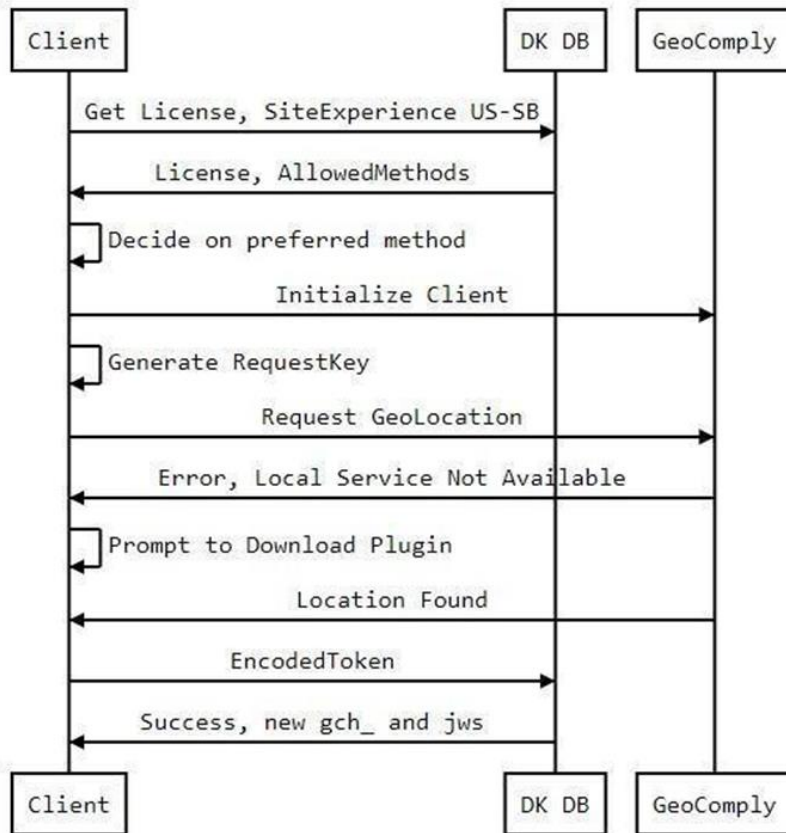 Client DK DB GeoComply
Get License, SiteExperience US-SB
License, AllowedMethods
Decide on preferred method
Initialize Client
Generate RequestKey
Request GeoLocation
Error, Local Service Not Available
Prompt to Download Plugin
Location Found
EncodedToken
Success, new gch_ and jws
Client DK DB GeoComply